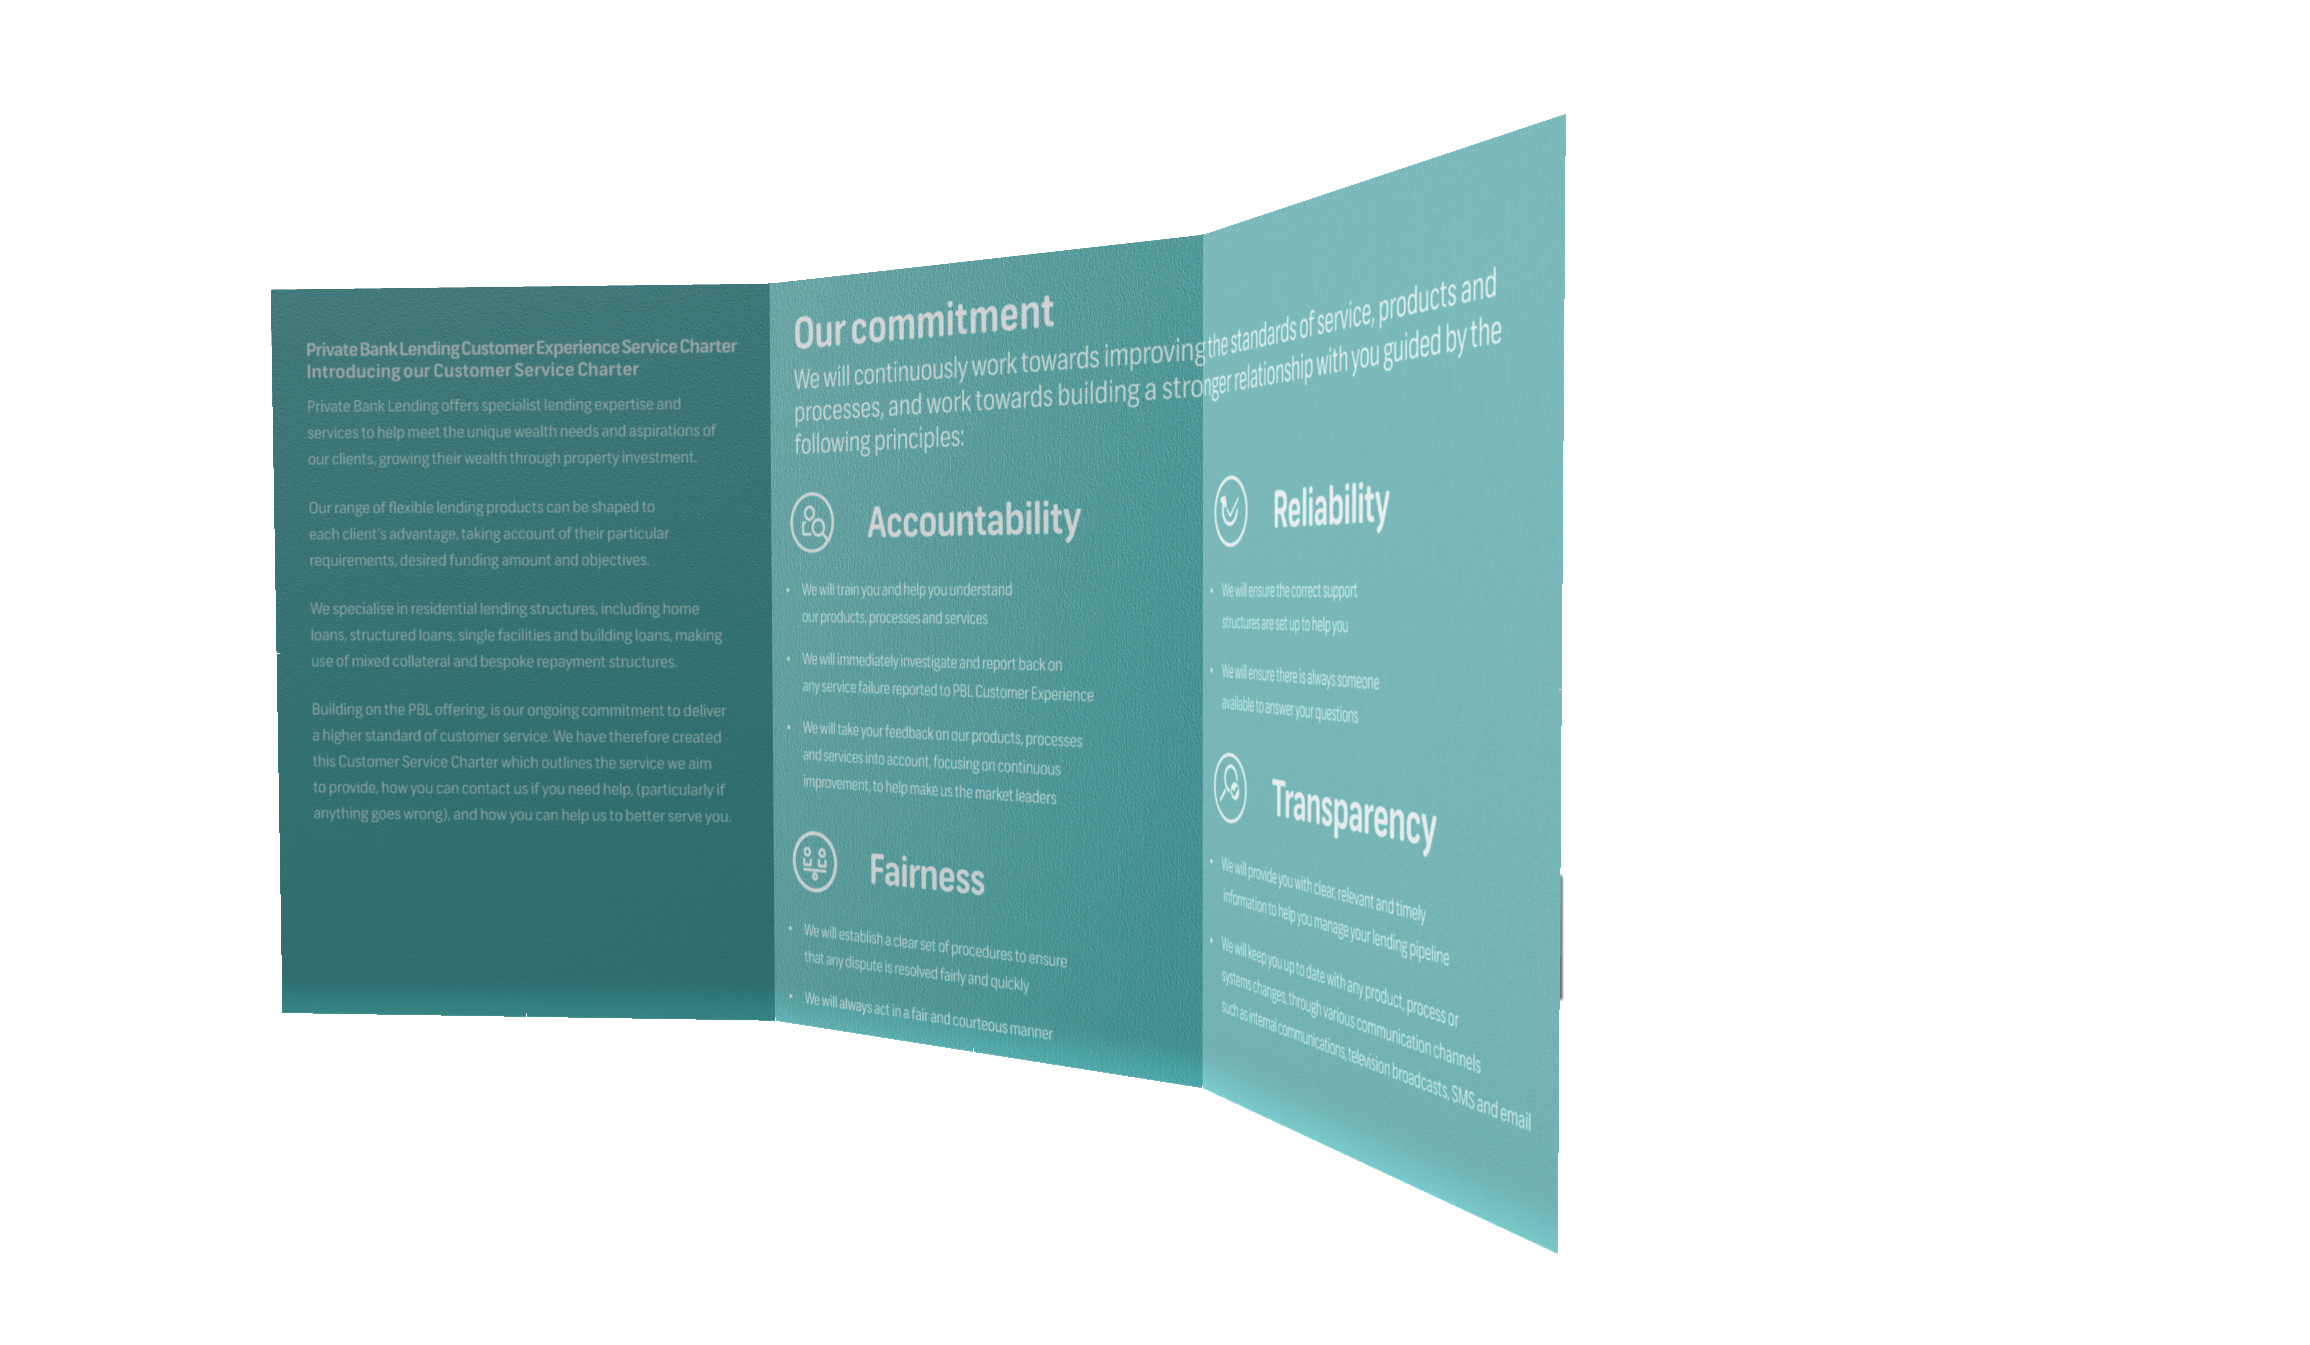 Private Bank Lending Customer Experience Service Charter
Introducing our Customer Service Charter
Private Bank Lending offers specialist lending expertise and
services to help meet the unique wealth needs and aspirations of
our clients, growing their wealth through property investment.
Our range of flexible lending products can be shaped to
each client's advantage, taking account of their particular
requirements, desired funding amount and objectives.
We specialise in residential lending structures, including home
loans, structured loans, single facilities and building loans, making
use of mixed collateral and bespoke repayment structures.
Building on the PBL offering, is our ongoing commitment to deliver
a higher standard of customer service. We have therefore created
this Customer Service Charter which outlines the service we aim
to provide, how you can contact us if you need help, (particularly if
anything goes wrong), and how you can help us to better serve you.
Our commitment
We will continuously work towards improving the standards of service, products and
processes, and work towards building a stronger relationship with you guided by the
following principles:
Accountability
• We will train you and help you understand
our products, processes and services
• We will immediately investigate and report back on
any service failure reported to PBL Customer Experience
• We will take your feedback on our products, processes
and services into account, focusing on continuous
improvement, to help make us the market leaders
Fairness
• We will establish a clear set of procedures to ensure
that any dispute is resolved fairly and quickly
• We will always act in a fair and courteous manner
Reliability
• We will ensure the correct support
structures are set up to help you
• We will ensure there is always someone
available to answer your questions
Transparency
• We will provide you with clear, relevant and timely
information to help you manage your lending pipeline
• We will keep you up to date with any product, process or
systems changes, through various communication channels
such as internal communications, television broadcasts, SMS and email